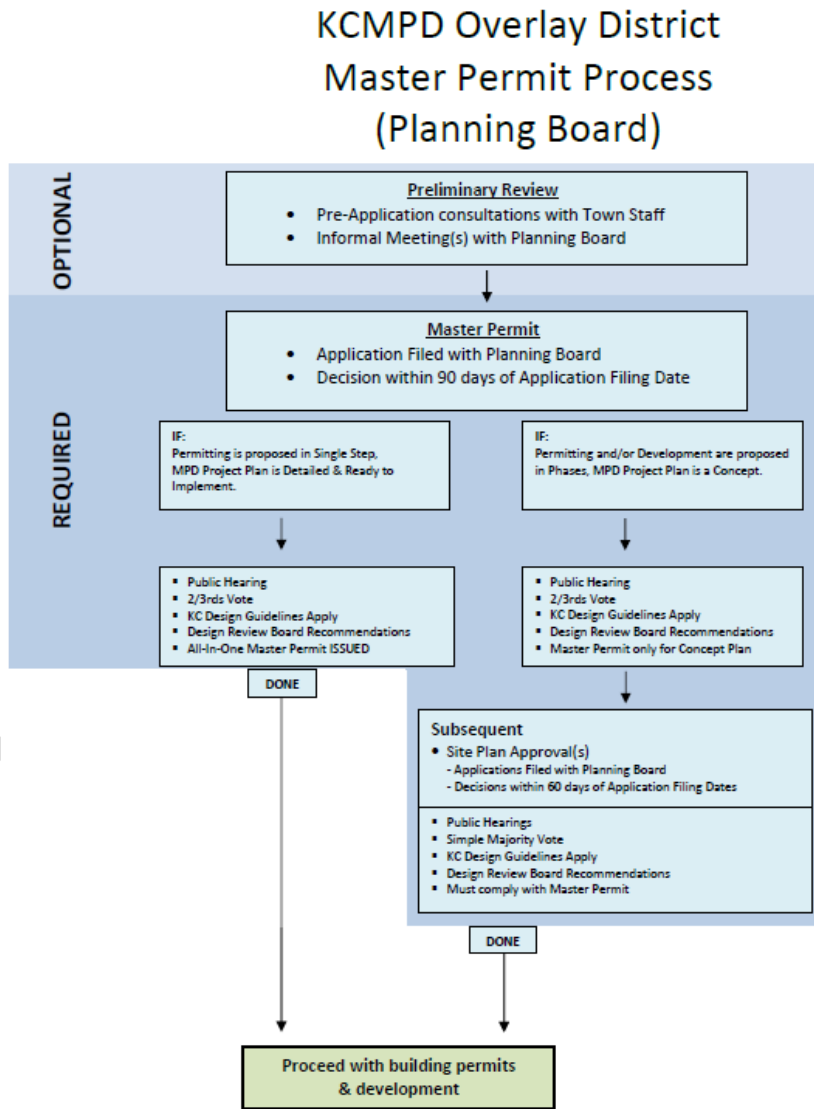 KCMPD Overlay District
Master Permit Process
(Planning Board)
OPTIONAL
Preliminary Review
• Pre-Application consultations with Town Staff
• Informal Meeting(s) with Planning Board
REQUIRED
Master Permit
• Application Filed with Planning Board
• Decision within 90 days of Application Filing Date
IF:
Permitting is proposed in Single Step,
MPD Project Plan is Detailed & Ready to
Implement.
IF:
Permitting and/or Development are proposed
in Phases, MPD Project Plan is a Concept.
▪ Public Hearing
▪ 2/3rds Vote
▪ KC Design Guidelines Apply
▪ Design Review Board Recommendations
▪ All-In-One Master Permit ISSUED
DONE
▪ Public Hearing
▪ 2/3rds Vote
▪ KC Design Guidelines Apply
▪ Design Review Board Recommendations
▪ Master Permit only for Concept Plan
Subsequent
• Site Plan Approval(s)
- Applications Filed with Planning Board
- Decisions within 60 days of Application Filing Dates
▪ Public Hearings
▪ Simple Majority Vote
▪ KC Design Guidelines Apply
▪ Design Review Board Recommendations
▪ Must comply with Master Permit
DONE
Proceed with building permits
& development